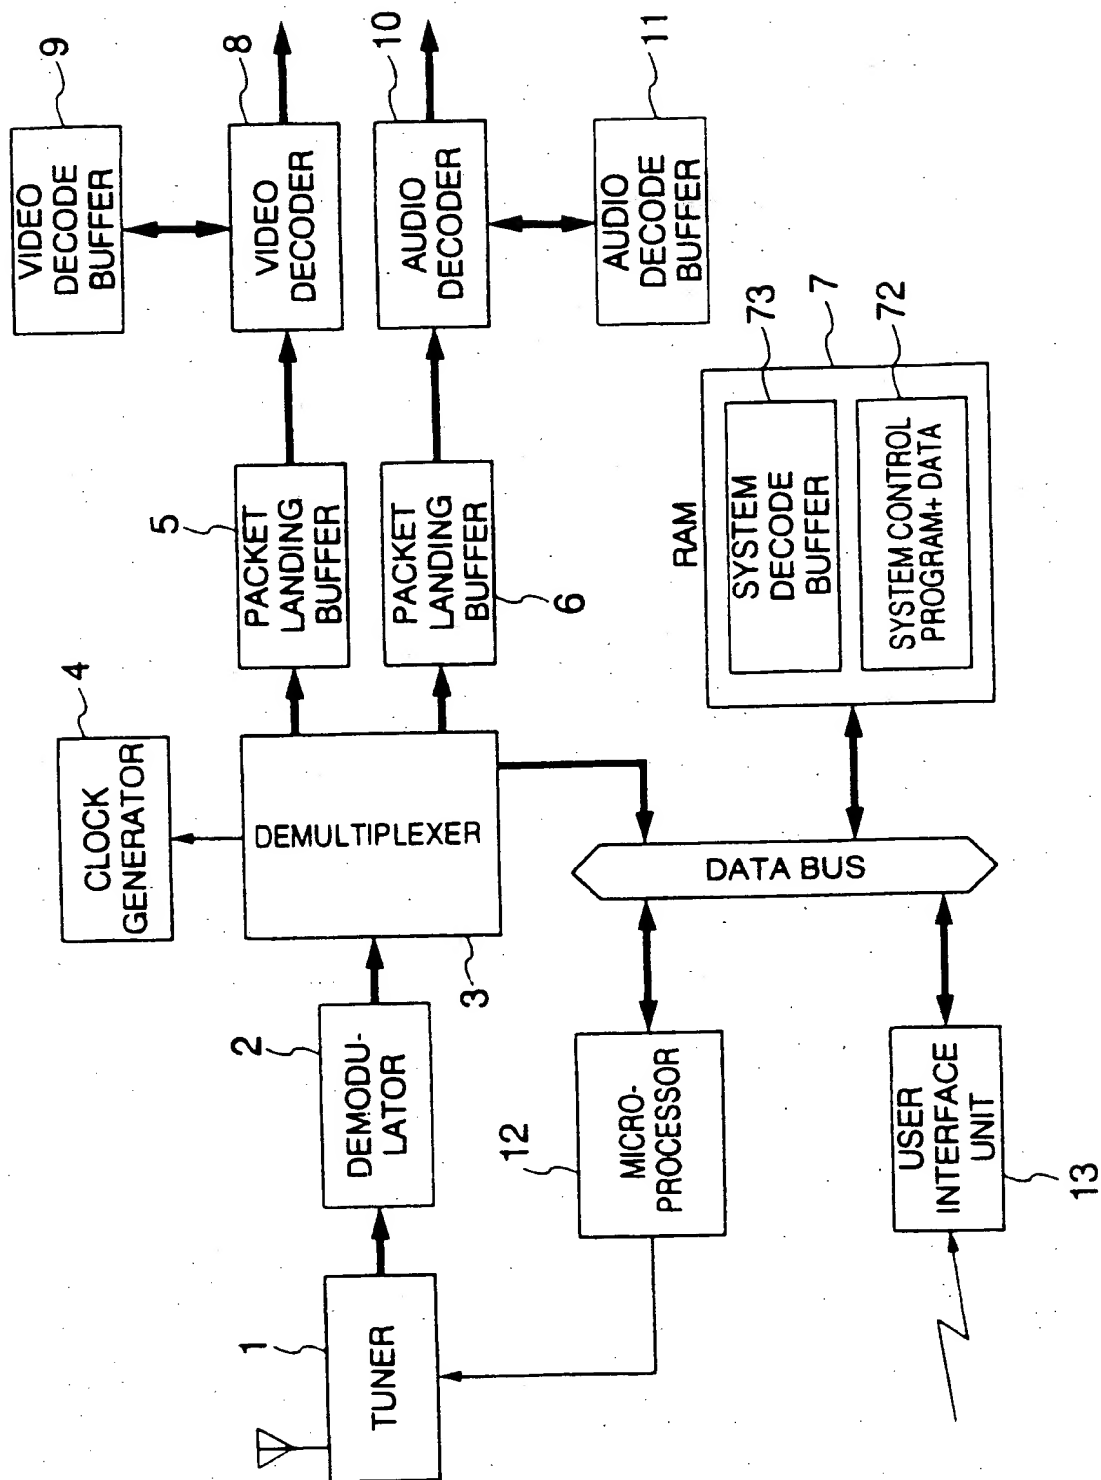 9
VIDEO
DECODE
BUFFER
8
VIDEO
DECODER
10
AUDIO
DECODER
11
AUDIO
DECODE
BUFFER
5
PACKET
LANDING
BUFFER
PACKET
LANDING
BUFFER
6
4
CLOCK
GENERATOR
DEMULTIPLEXER
3
2
DEMODU-
LATOR
1
TUNER
RAM
7
73
SYSTEM
DECODE
BUFFER
72
SYSTEM CONTROL
PROGRAM+ DATA
DATA BUS
12
MICRO-
PROCESSOR
USER
INTERFACE
UNIT
13